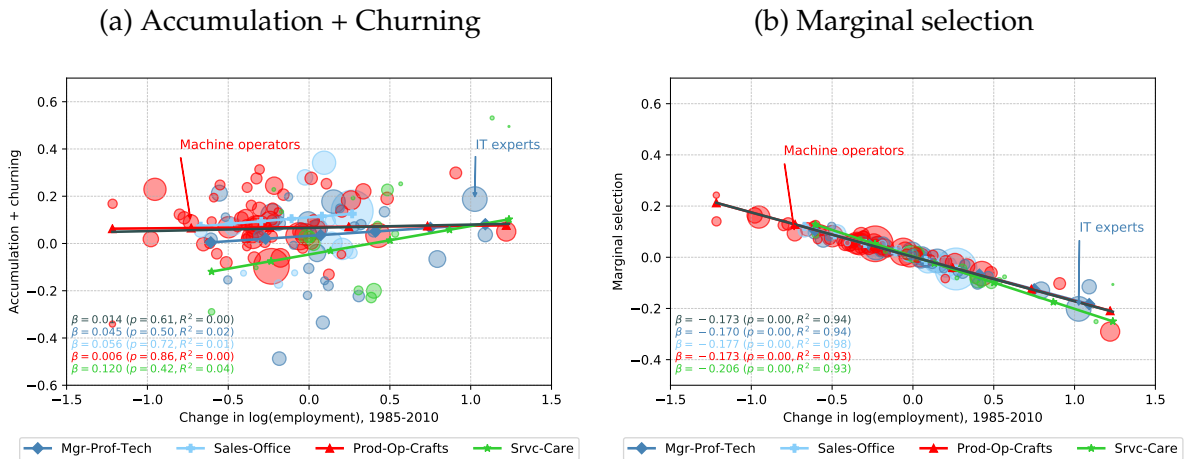 (a) Accumulation + Churning
(b) Marginal selection
Accumulation + churning
0.6
0.4
0.2
0.0
−0.2
−0.4
−0.6
Machine operators
IT experts
β = 0.014 (p = 0.61, R² = 0.00)
β = 0.045 (p = 0.50, R² = 0.02)
β = 0.056 (p = 0.72, R² = 0.01)
β = 0.006 (p = 0.86, R² = 0.00)
β = 0.120 (p = 0.42, R² = 0.04)
−1.5 −1.0 −0.5 0.0 0.5 1.0 1.5
Change in log(employment), 1985-2010
Mgr-Prof-Tech Sales-Office Prod-Op-Crafts Srvc-Care
Marginal selection
0.6
0.4
0.2
0.0
−0.2
−0.4
Machine operators
IT experts
β = −0.173 (p = 0.00, R² = 0.94)
β = −0.170 (p = 0.00, R² = 0.94)
β = −0.177 (p = 0.00, R² = 0.98)
β = −0.173 (p = 0.00, R² = 0.93)
β = −0.206 (p = 0.00, R² = 0.93)
−1.5 −1.0 −0.5 0.0 0.5 1.0 1.5
Change in log(employment), 1985-2010
Mgr-Prof-Tech Sales-Office Prod-Op-Crafts Srvc-Care